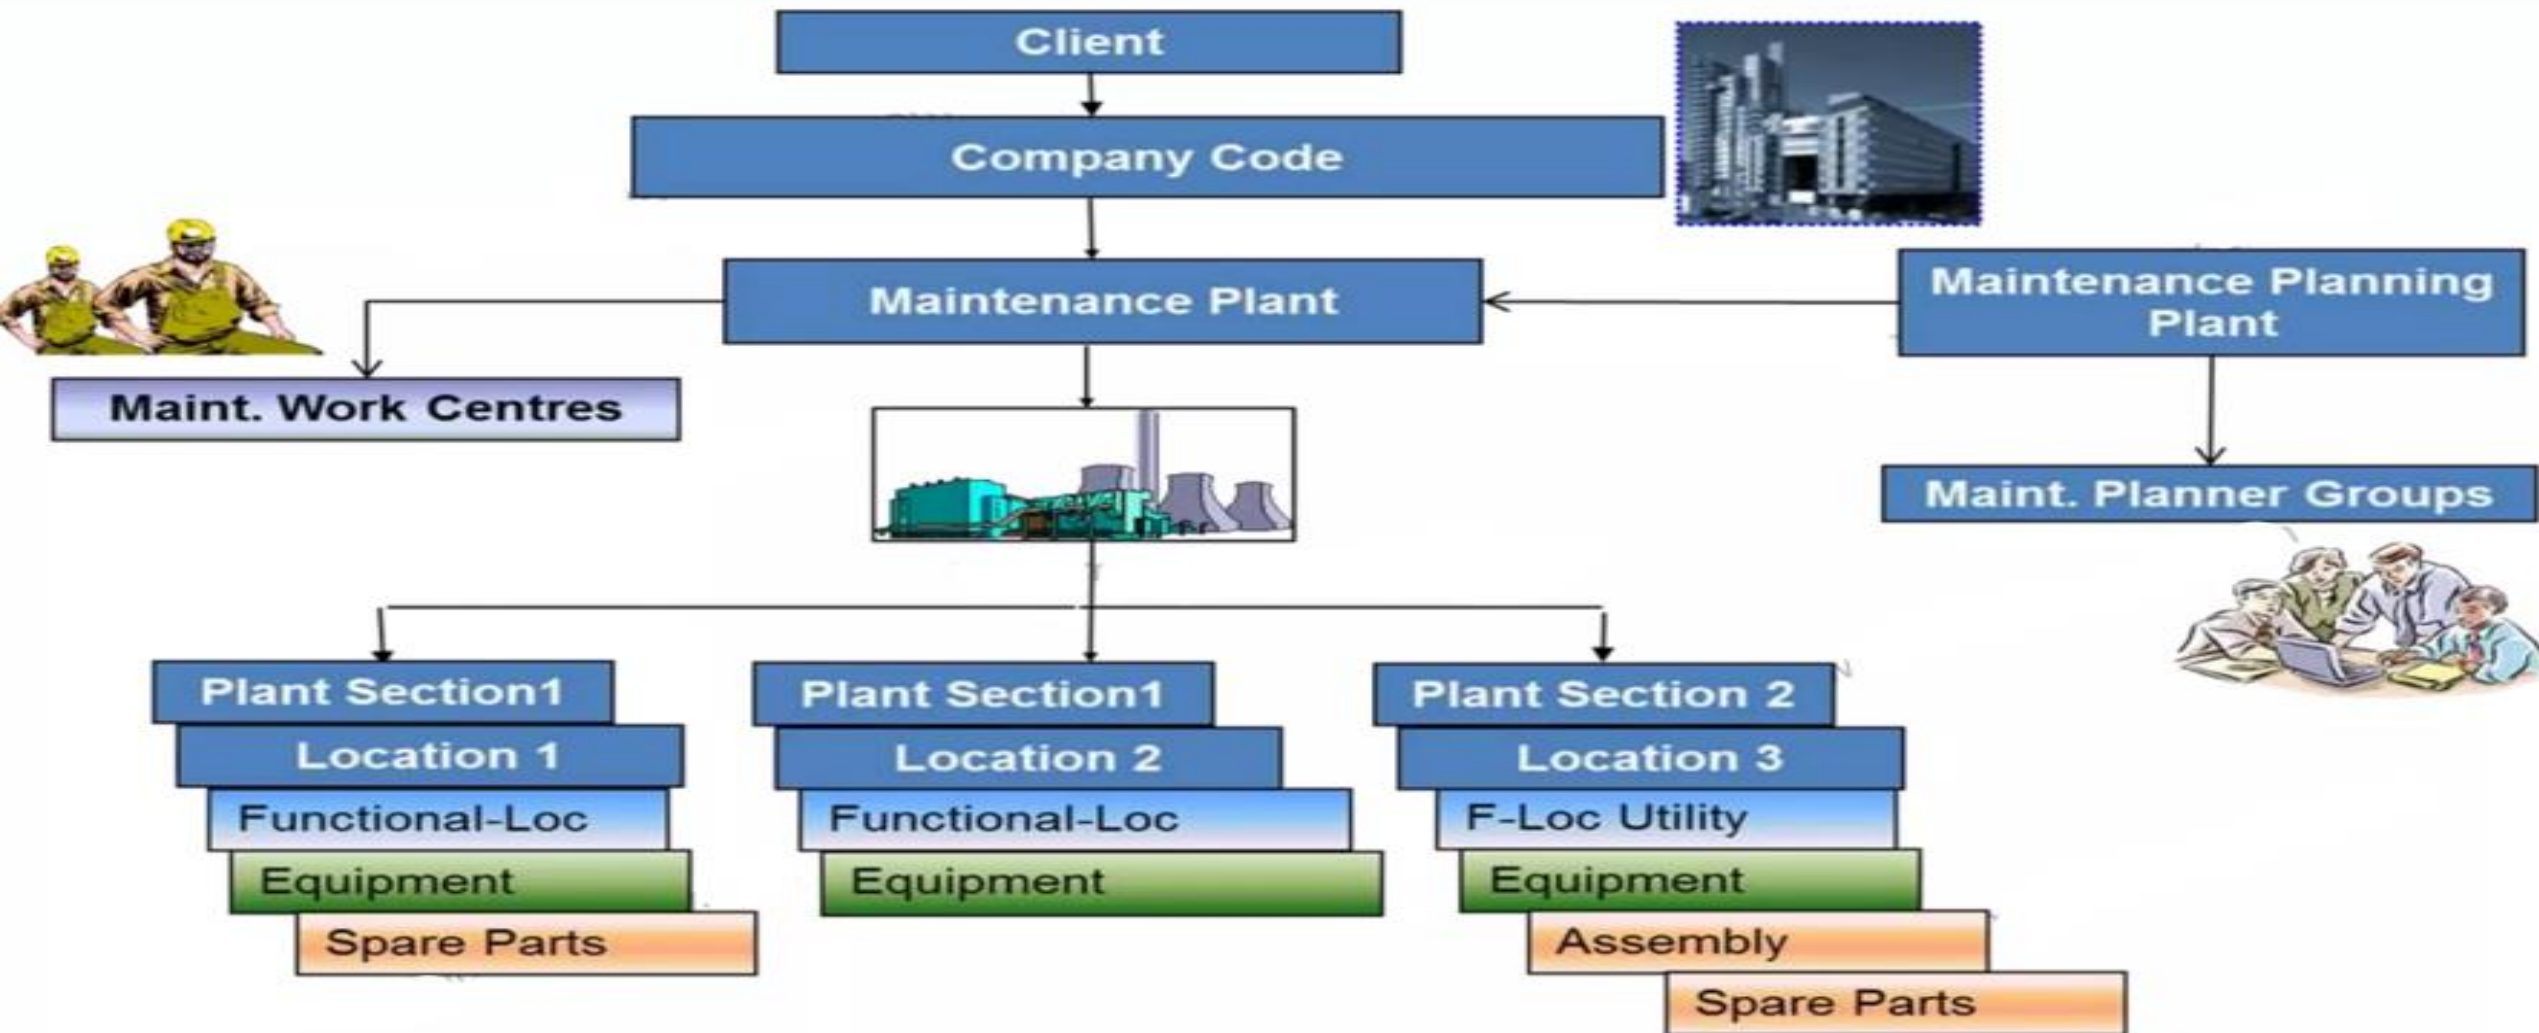 Client
Company Code
Maintenance Plant
Maintenance Planning
Plant
Maint. Work Centres
Maint. Planner Groups
Plant Section1
Location 1
Functional-Loc
Equipment
Spare Parts
Plant Section1
Location 2
Functional-Loc
Equipment
Plant Section 2
Location 3
F-Loc Utility
Equipment
Assembly
Spare Parts